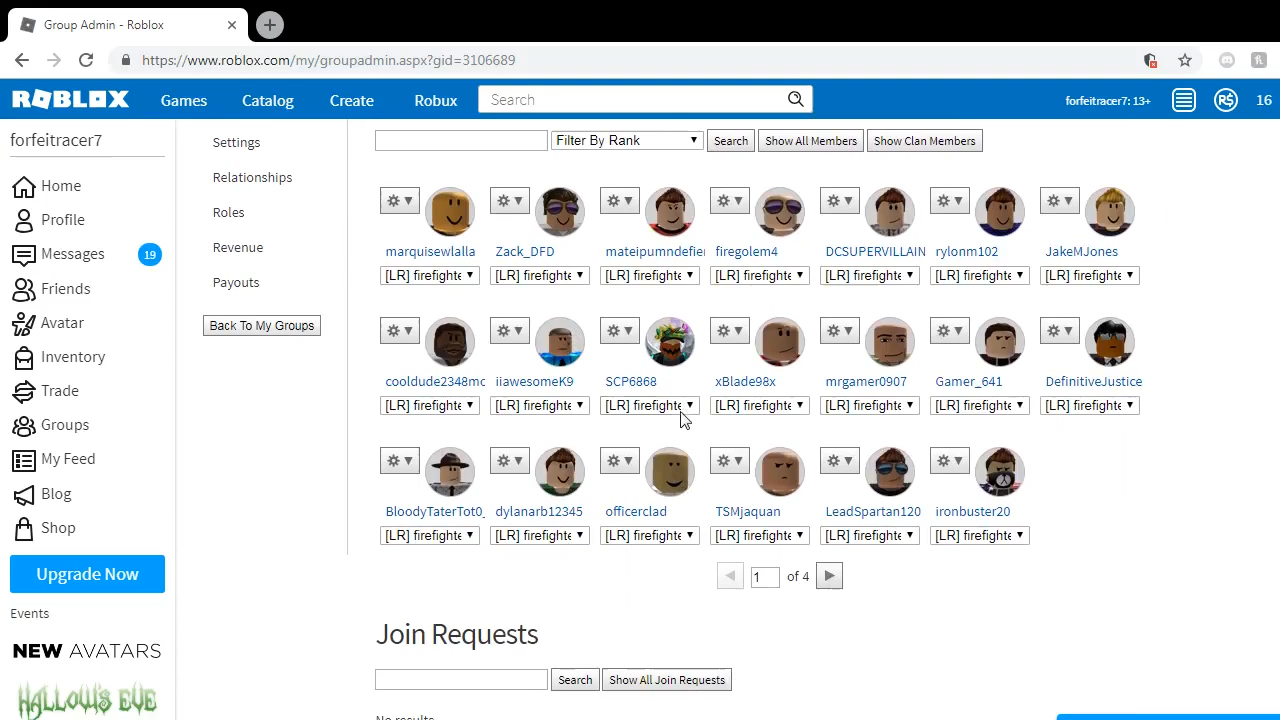 Group Admin - Roblox
https://www.roblox.com/my/groupadmin.aspx?gid=3106689
ROBLOX Games Catalog Create Robux Search forfeitracer7: 13+ R$ 16
forfeitracer7
Home
Profile
Messages 19
Friends
Avatar
Inventory
Trade
Groups
My Feed
Blog
Shop
Upgrade Now
Events
NEW AVATARS
HALLOW'S EVE
Settings
Relationships
Roles
Revenue
Payouts
Back To My Groups
Filter By Rank Search Show All Members Show Clan Members
marquisewlalla Zack_DFD mateipumndefier firegolem4 DCSUPERVILLAIN rylonm102 JakeMJones
[LR] firefighte [LR] firefighte [LR] firefighte [LR] firefighte [LR] firefighte [LR] firefighte [LR] firefighte
cooldude2348mc iiawesomeK9 SCP6868 xBlade98x mrgamer0907 Gamer_641 DefinitiveJustice
[LR] firefighte [LR] firefighte [LR] firefighte [LR] firefighte [LR] firefighte [LR] firefighte [LR] firefighte
BloodyTaterTot0_ dylanarb12345 officerclad TSMjaquan LeadSpartan120 ironbuster20
[LR] firefighte [LR] firefighte [LR] firefighte [LR] firefighte [LR] firefighte [LR] firefighte
1 of 4
Join Requests
Search Show All Join Requests
No results